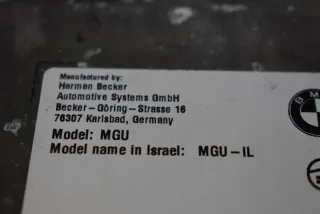 Manufactured by:
Harman Becker
Automotive Systems GmbH
Becker-Göring-Strasse 16
76307 Karlsbad, Germany
Model: MGU
Model name in Israel: MGU-IL
BM